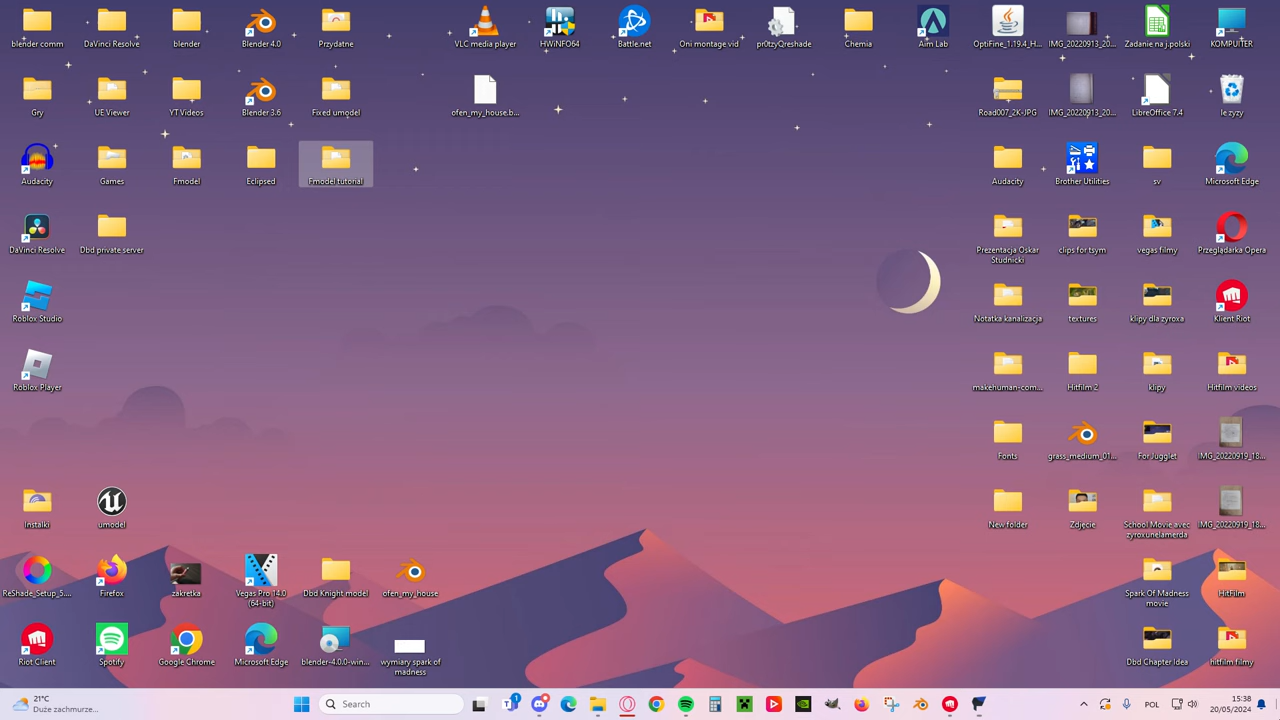 blender comm
DaVinci Resolve
blender
Blender 4.0
Przydatne
VLC media player
HWiNFO64
Battle.net
Oni montage.vid
pr0tzyQreshade
Chemia
Aim Lab
OptiFine_1.19.4_H...
IMG_20220913_20...
Zadanie na j.polski
KOMPUTER
Gry
UE Viewer
YT Videos
Blender 3.6
Fixed umodel
ofen_my_house.b...
Road007_2K-JPG
IMG_20220913_20...
LibreOffice 7.4
le.zyzy
Audacity
Games
Fmodel
Eclipsed
Fmodel tutorial
Audacity
Brother Utilities
sv
Microsoft Edge
DaVinci Resolve
Dbd private server
Prezentacja Oskar
Studnicki
clips for tsym
vegas filmy
Przeglądarka Opera
Roblox Studio
Notatka kanalizacja
textures
klipy dla zyroxa
Klient Riot
Roblox Player
makehuman-com...
Hitfilm 2
klipy
Hitfilm videos
Fonts
grass_medium_01...
For Jugglet
IMG_20220919_18...
Instalki
umodel
New folder
Zdjęcie
School Movie avec
zyroxunelamerda
IMG_20220919_18...
ReShade_Setup_5....
Firefox
zakretka
Vegas Pro 14.0
(64-bit)
Dbd Knight model
ofen_my_house
Spark Of Madness
movie
HitFilm
Riot Client
Spotify
Google Chrome
Microsoft Edge
blender-4.0.0-win...
wymiary spark of
madness
Dbd Chapter Idea
hitfilm filmy
21°C
Duże zachmurze...
Search
1
POL
15:38
20/05/2024